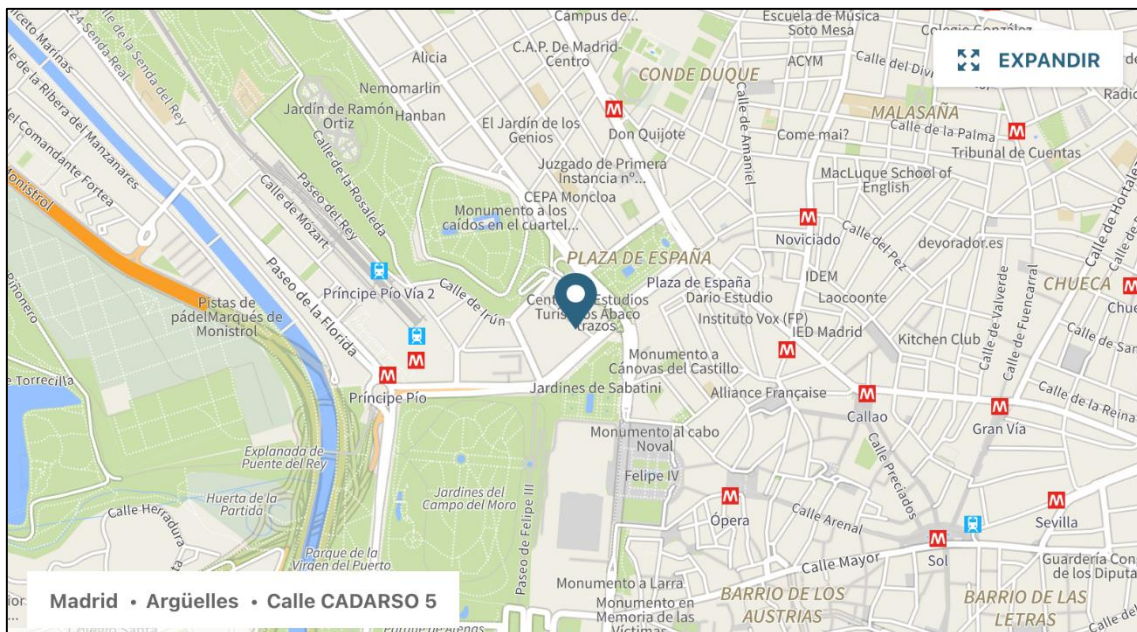 Campus de...
Escuela de Música
Soto Mesa
C.A.P. De Madrid-
Centro
Alicia
ACYM
Calle del Div
EXPANDIR
CONDE DUQUE
Nemomarlin
Jardín de Ramón
Ortiz
Hanban
El Jardín de los
Genios
Don Quijote
Come mai?
MALASAÑA
Calle de la Palma
Tribunal de Cuentas
Calle de Amaniel
Juzgado de Primera
Instancia nº...
MacLuque School of
English
CEPA Moncloa
Monumento a los
caídos en el cuartel...
Calle de la Senda del Rey
de la Ribera del Manzanares
del Comandante Fortea
Monistrol
Calle de Mozart
Paseo del Rey
Calle de la Rosaleda
Paseo de la Florida
Noviciado
Calle del Pez
devorador.es
PLAZA DE ESPAÑA
Plaza de España
IDEM
CHUECA
Príncipe Pío Vía 2
Calle de Irún
Dario Estudio
Laocoonte
Instituto Vox (FP)
IED Madrid
Kitchen Club
Calle de Valverde
Calle de Fuencarral
Calle de Hortale
Pistas de
pádelMarqués de
Monistrol
Piñonero
Torrecilla
Monumento a
Cánovas del Castillo
Jardines de Sabatini
Alliance Française
Príncipe Pío
Callao
Gran Vía
Calle de la Reina
Monumento al cabo
Noval
Felipe IV
Explanada de
Puente del Rey
Huerta de la
Partida
Calle Herradura
Jardines del
Campo del Moro
Paseo de Felipe III
Ópera
Calle Arenal
Calle Preciados
Sol
Sevilla
Calle Mayor
Parque de la
Virgen del Puerto
Guardería Con
de los Diputa
Monumento a Larra
Monumento en
Memoria de las
Víctimas
BARRIO DE LOS
AUSTRIAS
BARRIO DE LAS
LETRAS
Madrid • Argüelles • Calle CADARSO 5